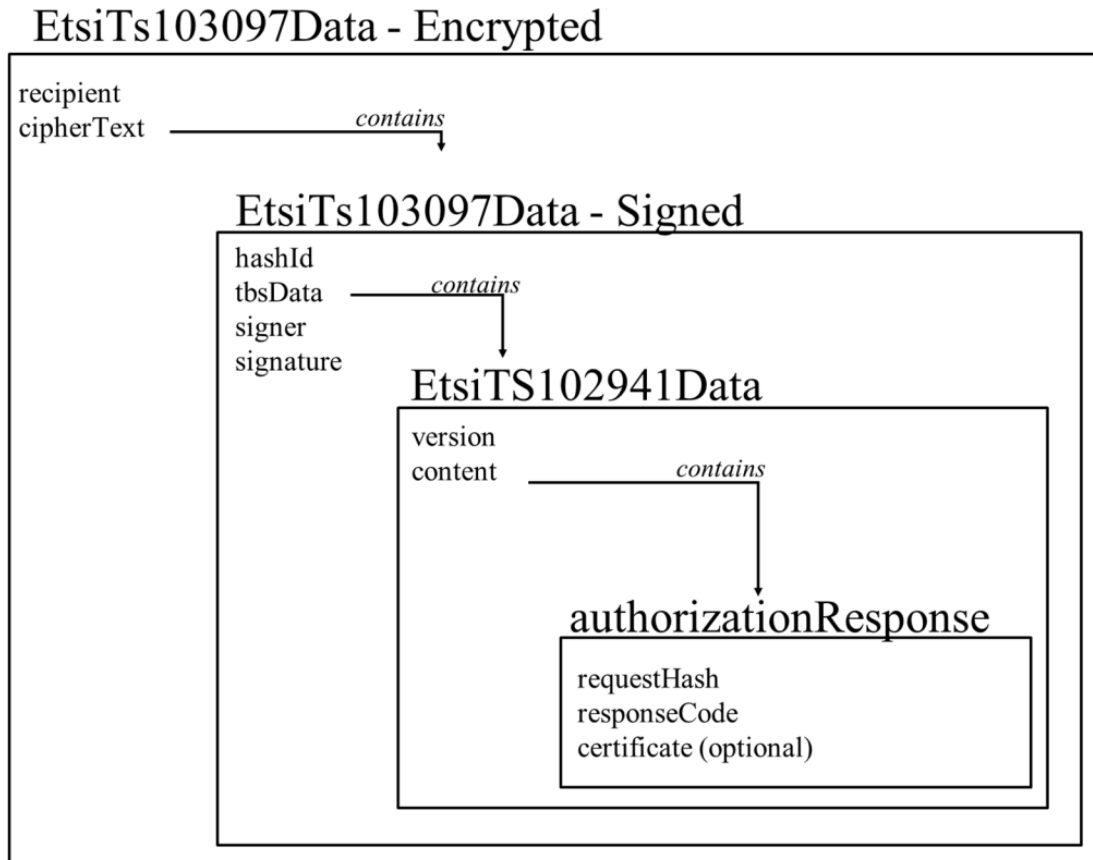 EtsiTs103097Data - Encrypted
recipient
cipherText
contains
EtsiTs103097Data - Signed
hashId
tbsData
contains
signer
signature
EtsiTS102941Data
version
content
contains
authorizationResponse
requestHash
responseCode
certificate (optional)